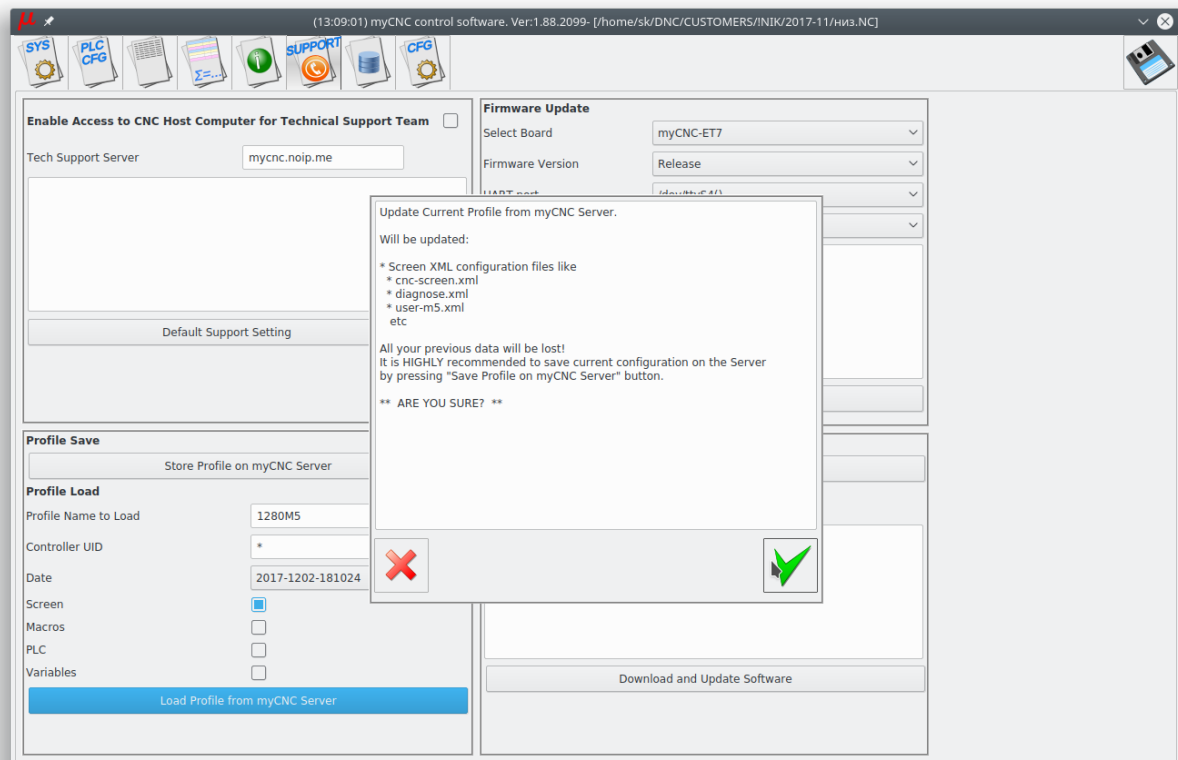 μ
(13:09:01) myCNC control software. Ver:1.88.2099- [/home/sk/DNC/CUSTOMERS/!NIK/2017-11/низ.NC]
SYS
PLC
CFG
Σ=...
SUPPORT
CFG
Enable Access to CNC Host Computer for Technical Support Team
Tech Support Server
mycnc.noip.me
Default Support Setting
Firmware Update
Select Board
myCNC-ET7
Firmware Version
Release
UART port
/dev/ttyS4()
Update Current Profile from myCNC Server.
Will be updated:
* Screen XML configuration files like
* cnc-screen.xml
* diagnose.xml
* user-m5.xml
etc
All your previous data will be lost!
It is HIGHLY recommended to save current configuration on the Server
by pressing "Save Profile on myCNC Server" button.
** ARE YOU SURE? **
Profile Save
Store Profile on myCNC Server
Profile Load
Profile Name to Load
1280M5
Controller UID
*
Date
2017-1202-181024
Screen
Macros
PLC
Variables
Load Profile from myCNC Server
Download and Update Software